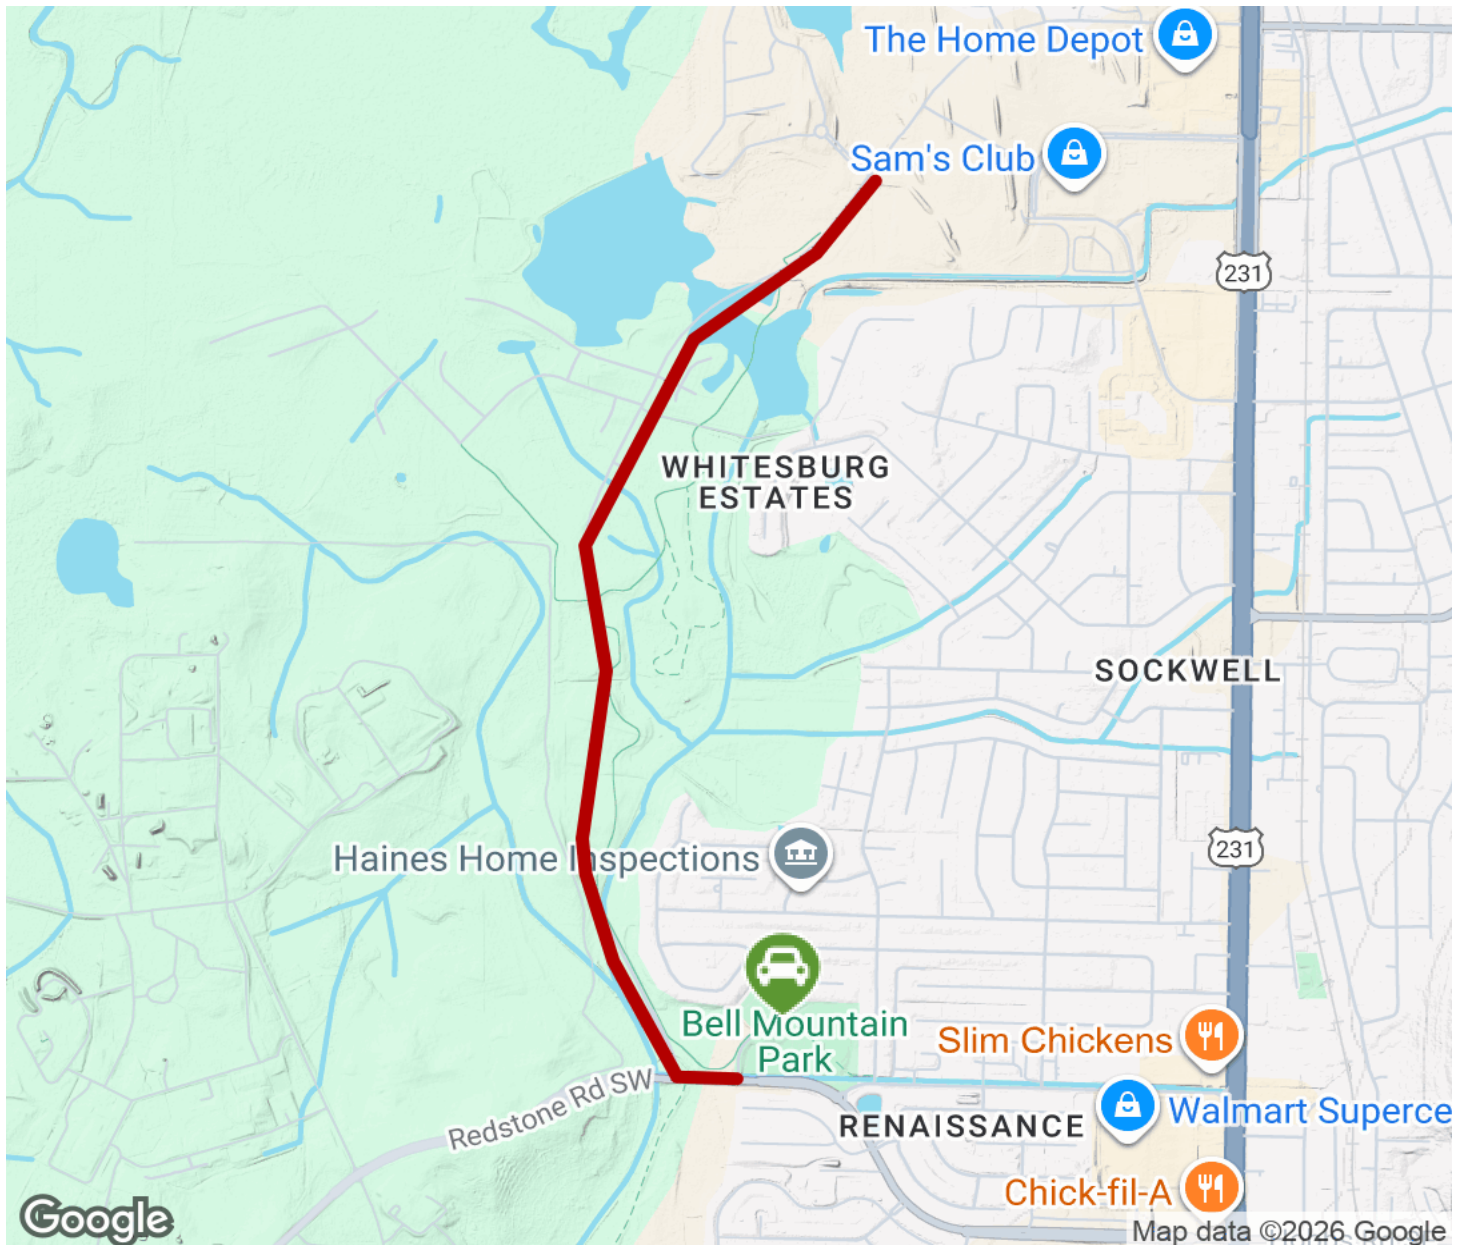 The Home Depot
Sam's Club
231
WHITESBURG
ESTATES
SOCKWELL
231
Haines Home Inspections
Bell Mountain
Park
Slim Chickens
Redstone Rd SW
Walmart Superce
RENAISSANCE
Chick-fil-A
Google
Map data ©2026 Google